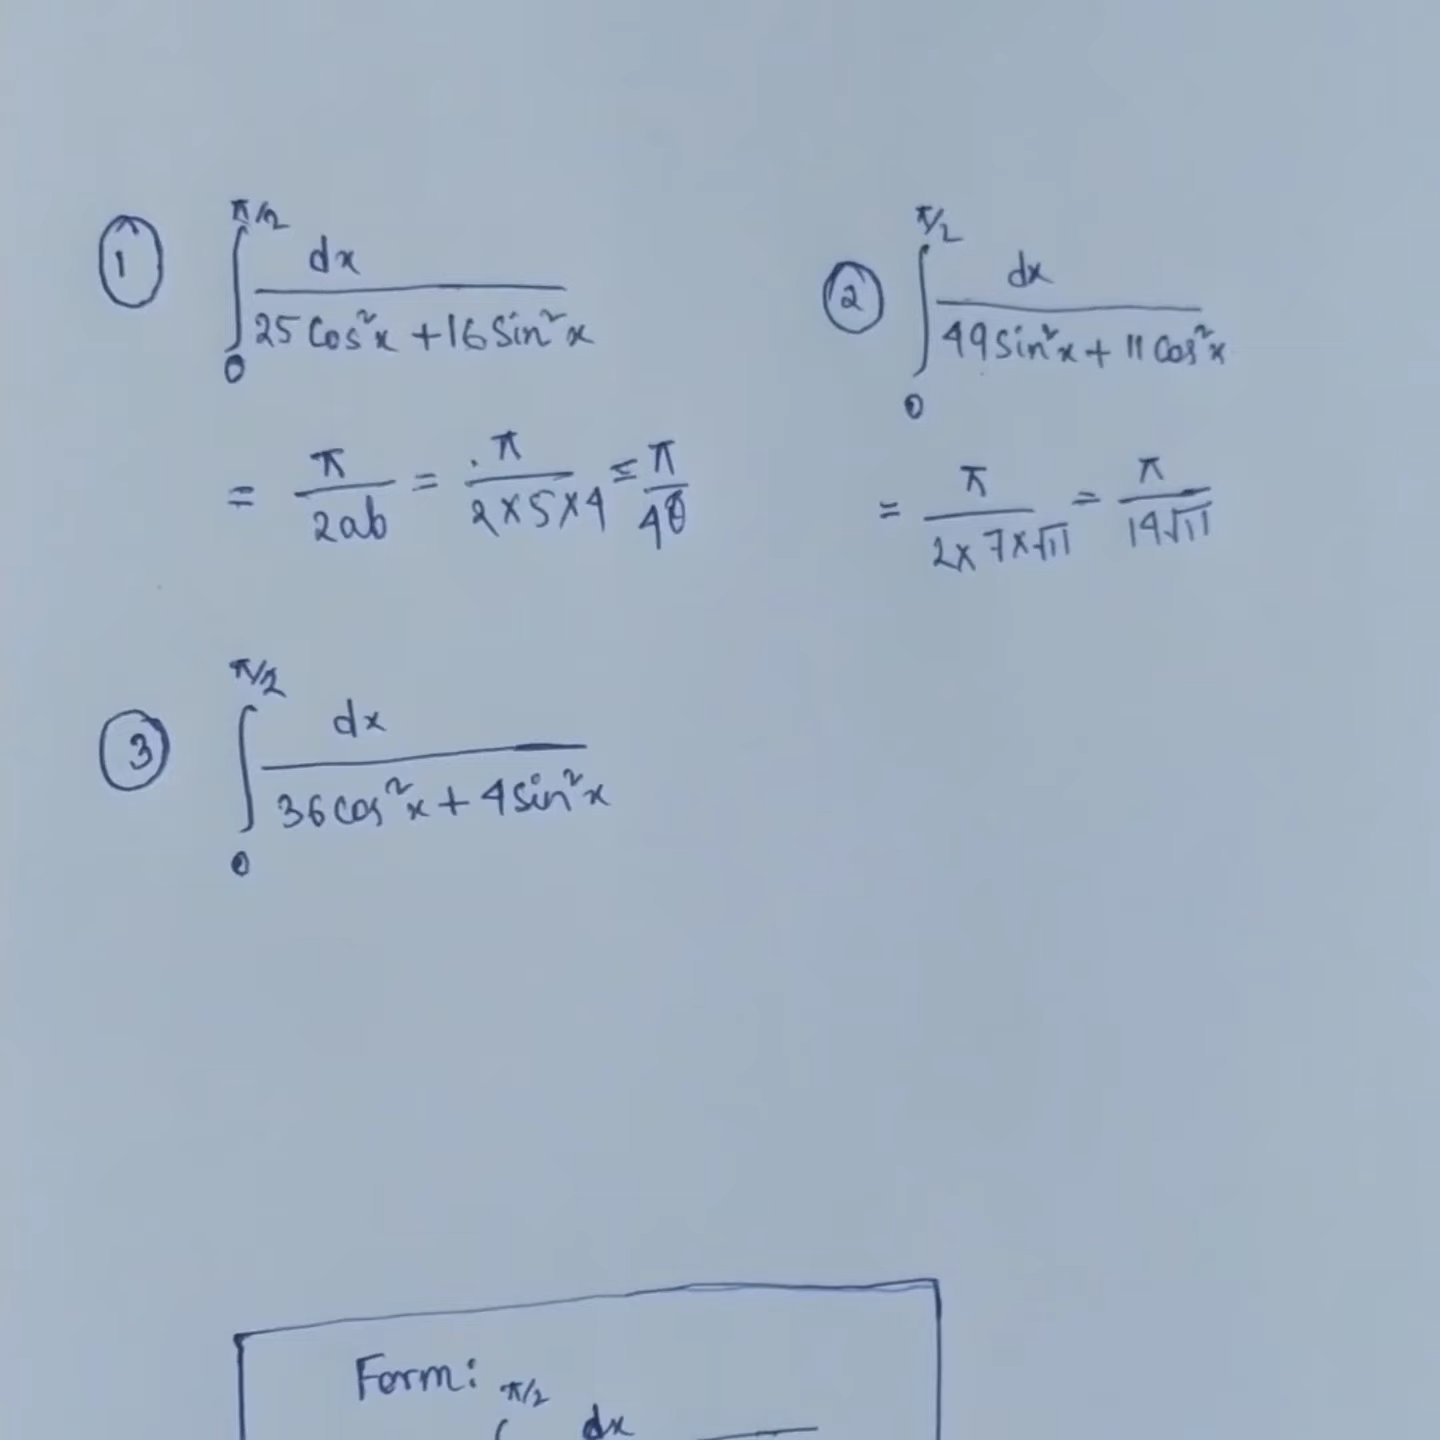 ① ∫₀^{π/2} dx / (25 Cos²x + 16 Sin²x)
= π / 2ab = π / (2×5×4) = π / 40
② ∫₀^{π/2} dx / (49 Sin²x + 11 Cos²x)
= π / (2×7×√11) = π / 14√11
③ ∫₀^{π/2} dx / (36 cos²x + 4 Sin²x)
Form:
π/2
∫ dx